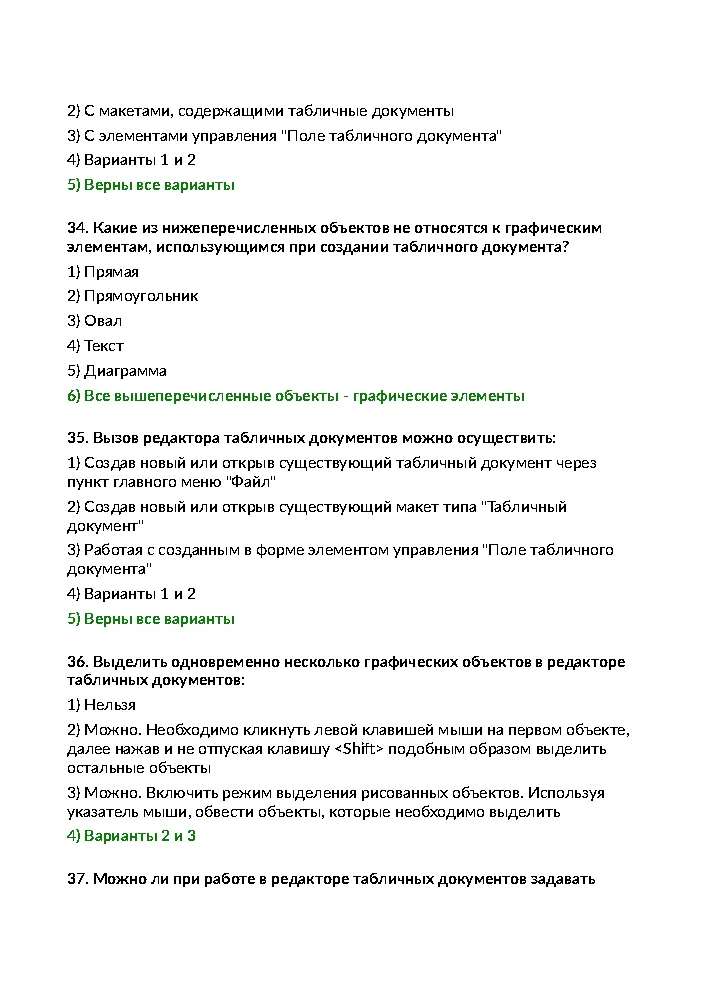 2) С макетами, содержащими табличные документы
3) С элементами управления "Поле табличного документа"
4) Варианты 1 и 2
5) Верны все варианты
34. Какие из нижеперечисленных объектов не относятся к графическим
элементам, использующимся при создании табличного документа?
1) Прямая
2) Прямоугольник
3) Овал
4) Текст
5) Диаграмма
6) Все вышеперечисленные объекты - графические элементы
35. Вызов редактора табличных документов можно осуществить:
1) Создав новый или открыв существующий табличный документ через
пункт главного меню "Файл"
2) Создав новый или открыв существующий макет типа "Табличный
документ"
3) Работая с созданным в форме элементом управления "Поле табличного
документа"
4) Варианты 1 и 2
5) Верны все варианты
36. Выделить одновременно несколько графических объектов в редакторе
табличных документов:
1) Нельзя
2) Можно. Необходимо кликнуть левой клавишей мыши на первом объекте,
далее нажав и не отпуская клавишу <Shift> подобным образом выделить
остальные объекты
3) Можно. Включить режим выделения рисованных объектов. Используя
указатель мыши, обвести объекты, которые необходимо выделить
4) Варианты 2 и 3
37. Можно ли при работе в редакторе табличных документов задавать